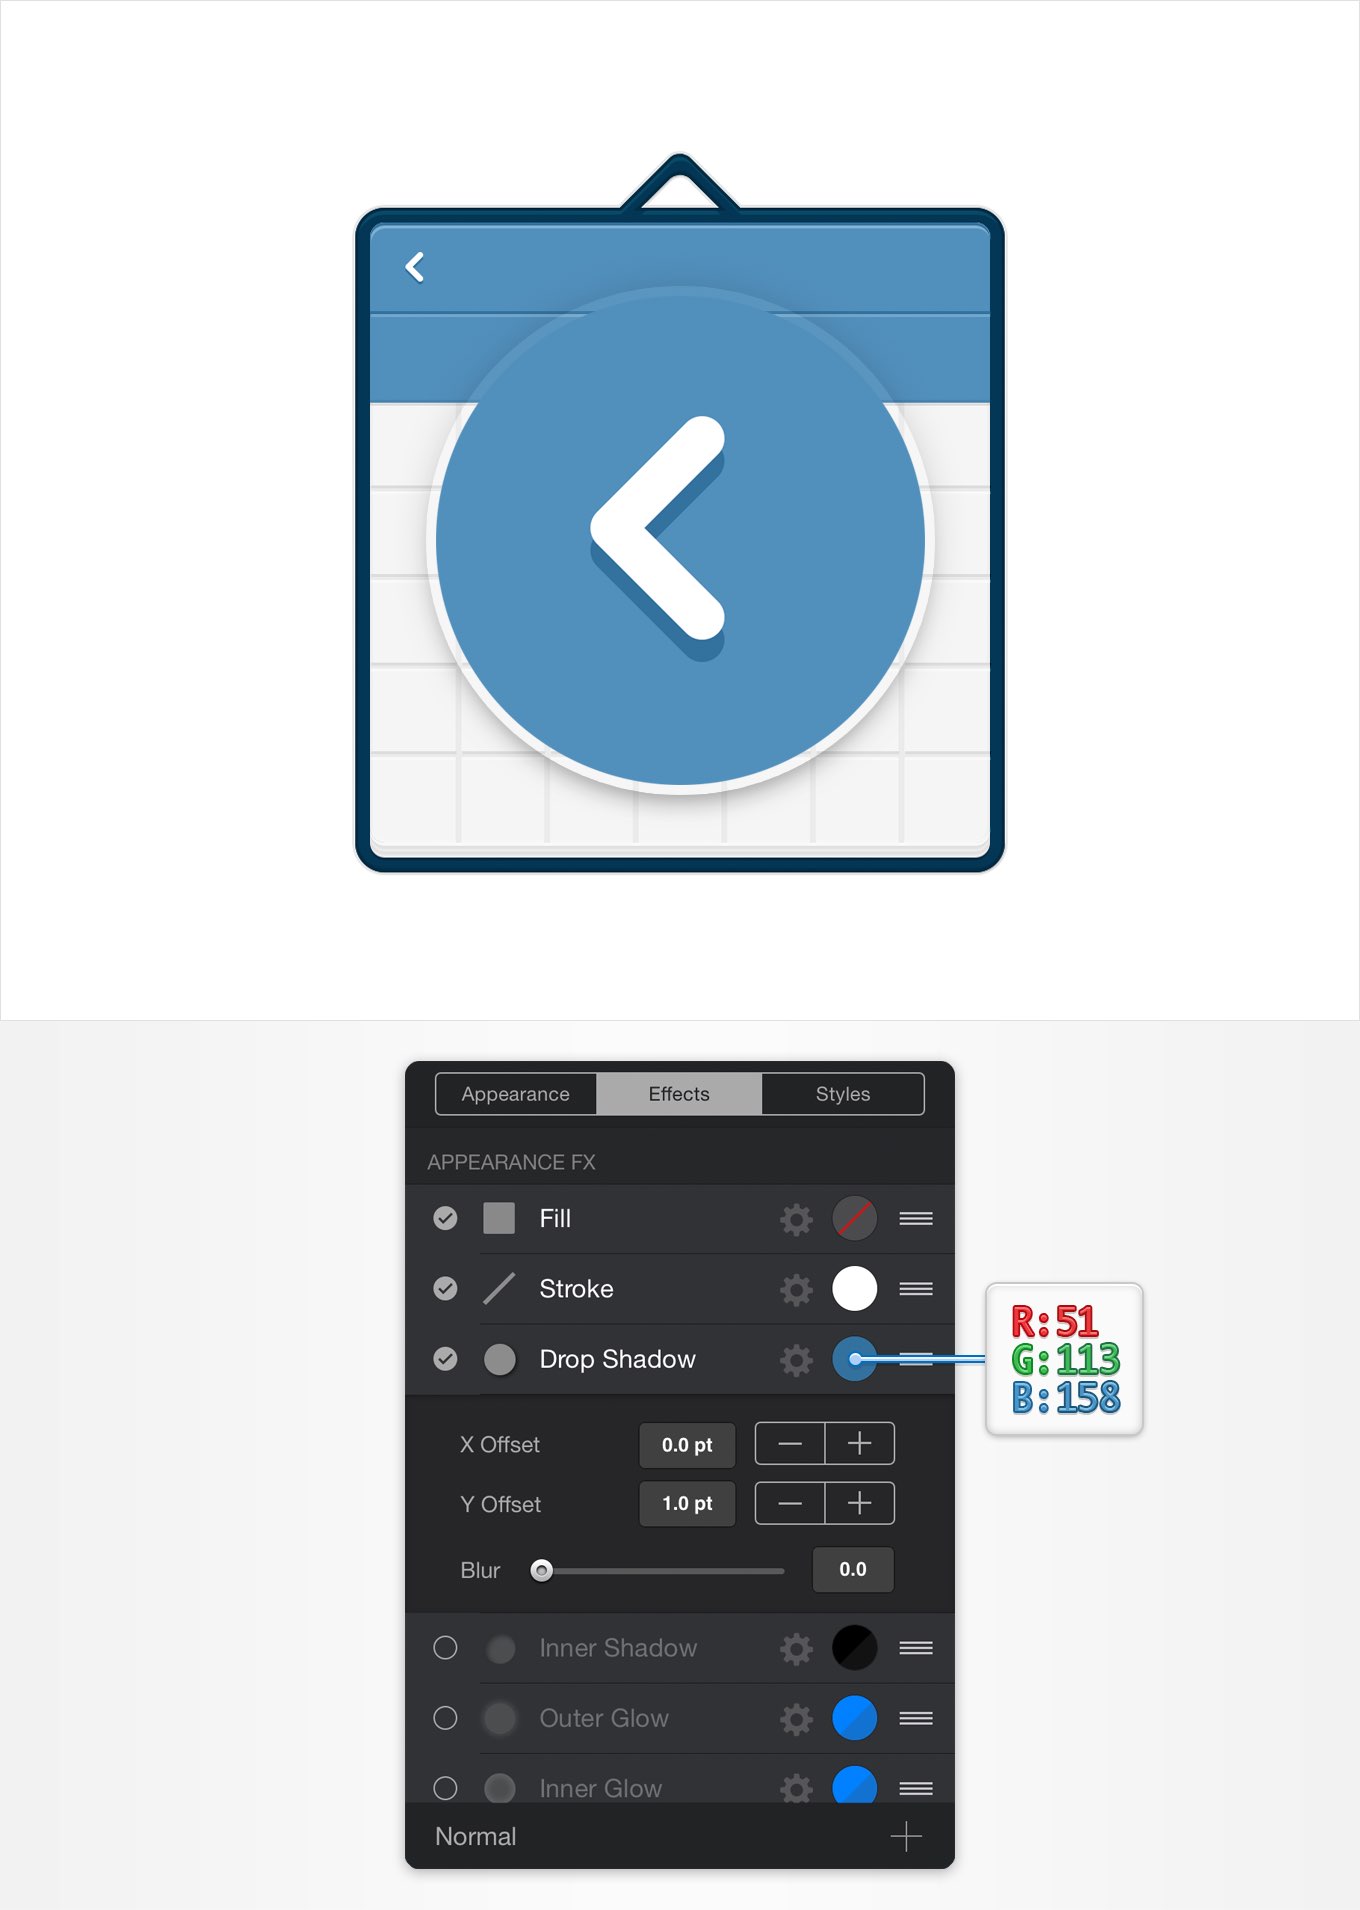 Appearance Effects Styles
APPEARANCE FX
Fill
Stroke
Drop Shadow
R:51
G:113
B:158
X Offset 0.0 pt
Y Offset 1.0 pt
Blur 0.0
Inner Shadow
Outer Glow
Inner Glow
Normal